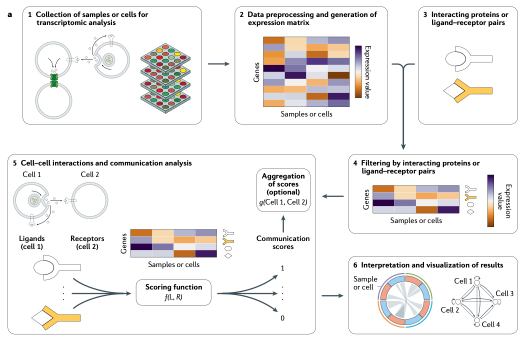 a
1 Collection of samples or cells for
transcriptomic analysis
2 Data preprocessing and generation of
expression matrix
Genes
Expression value
Samples or cells
3 Interacting proteins or
ligand–receptor pairs
4 Filtering by interacting proteins or
ligand–receptor pairs
Genes
Expression
value
Samples or cells
5 Cell–cell interactions and communication analysis
Cell 1
Cell 2
Ligands
(cell 1)
Receptors
(cell 2)
Genes
Samples or cells
Scoring function
f(L, R)
Aggregation
of scores
(optional)
g(Cell 1, Cell 2)
Communication
scores
1
0
6 Interpretation and visualization of results
Sample
or cell
Cell 1
Cell 2
Cell 3
Cell 4